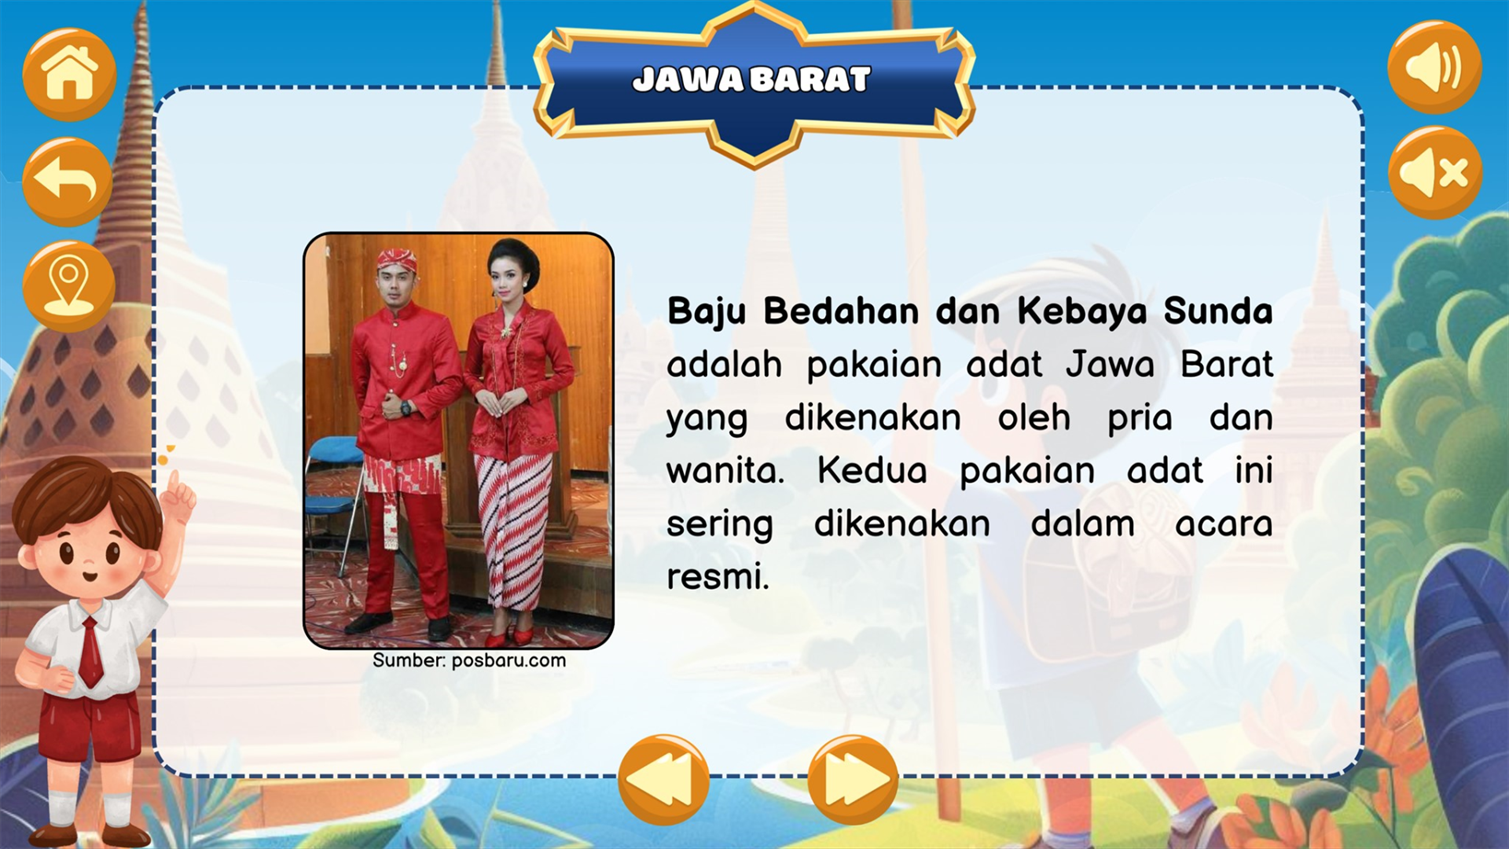 JAWA BARAT
Baju Bedahan dan Kebaya Sunda
adalah pakaian adat Jawa Barat
yang dikenakan oleh pria dan
wanita. Kedua pakaian adat ini
sering dikenakan dalam acara
resmi.
Sumber: posbaru.com